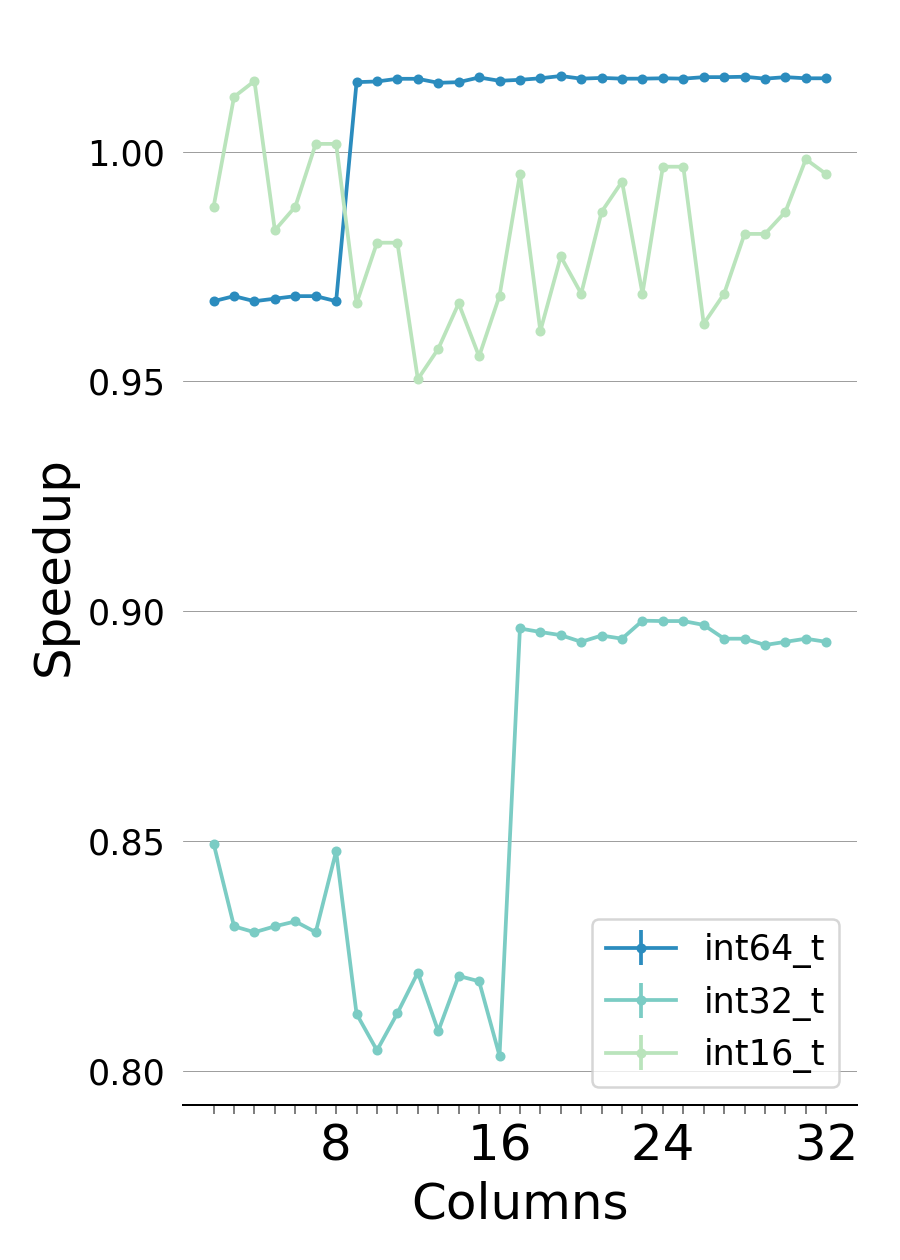 1.00
0.95
Speedup
0.90
0.85
int64_t
int32_t
int16_t
0.80
8 16 24 32
Columns